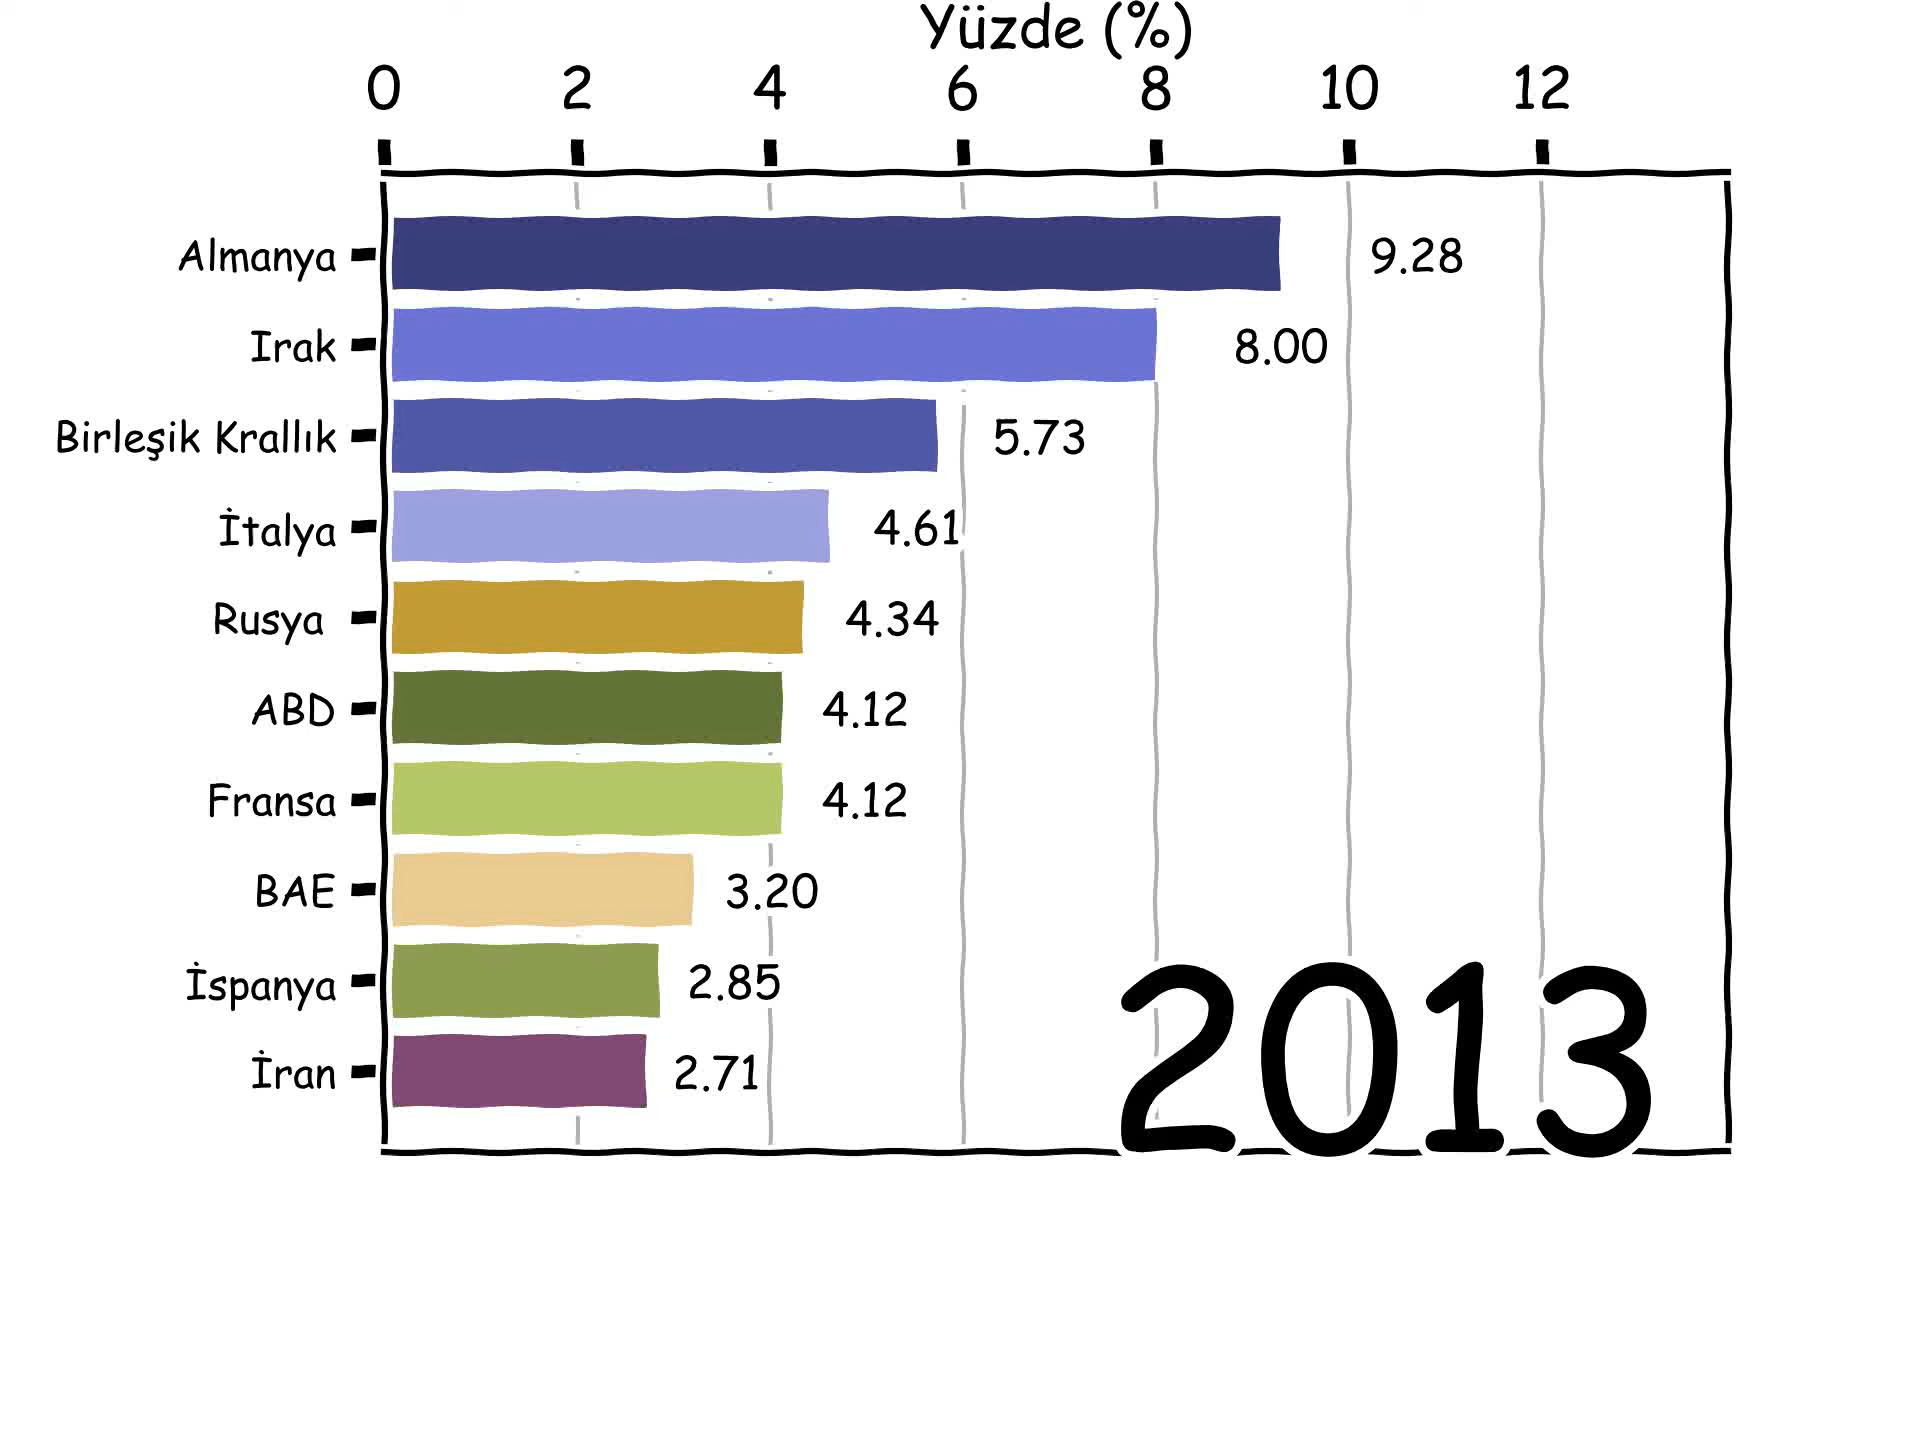 Yüzde (%)
0 2 4 6 8 10 12
Almanya 9.28
Irak 8.00
Birleşik Krallık 5.73
İtalya 4.61
Rusya 4.34
ABD 4.12
Fransa 4.12
BAE 3.20
İspanya 2.85
İran 2.71
2013